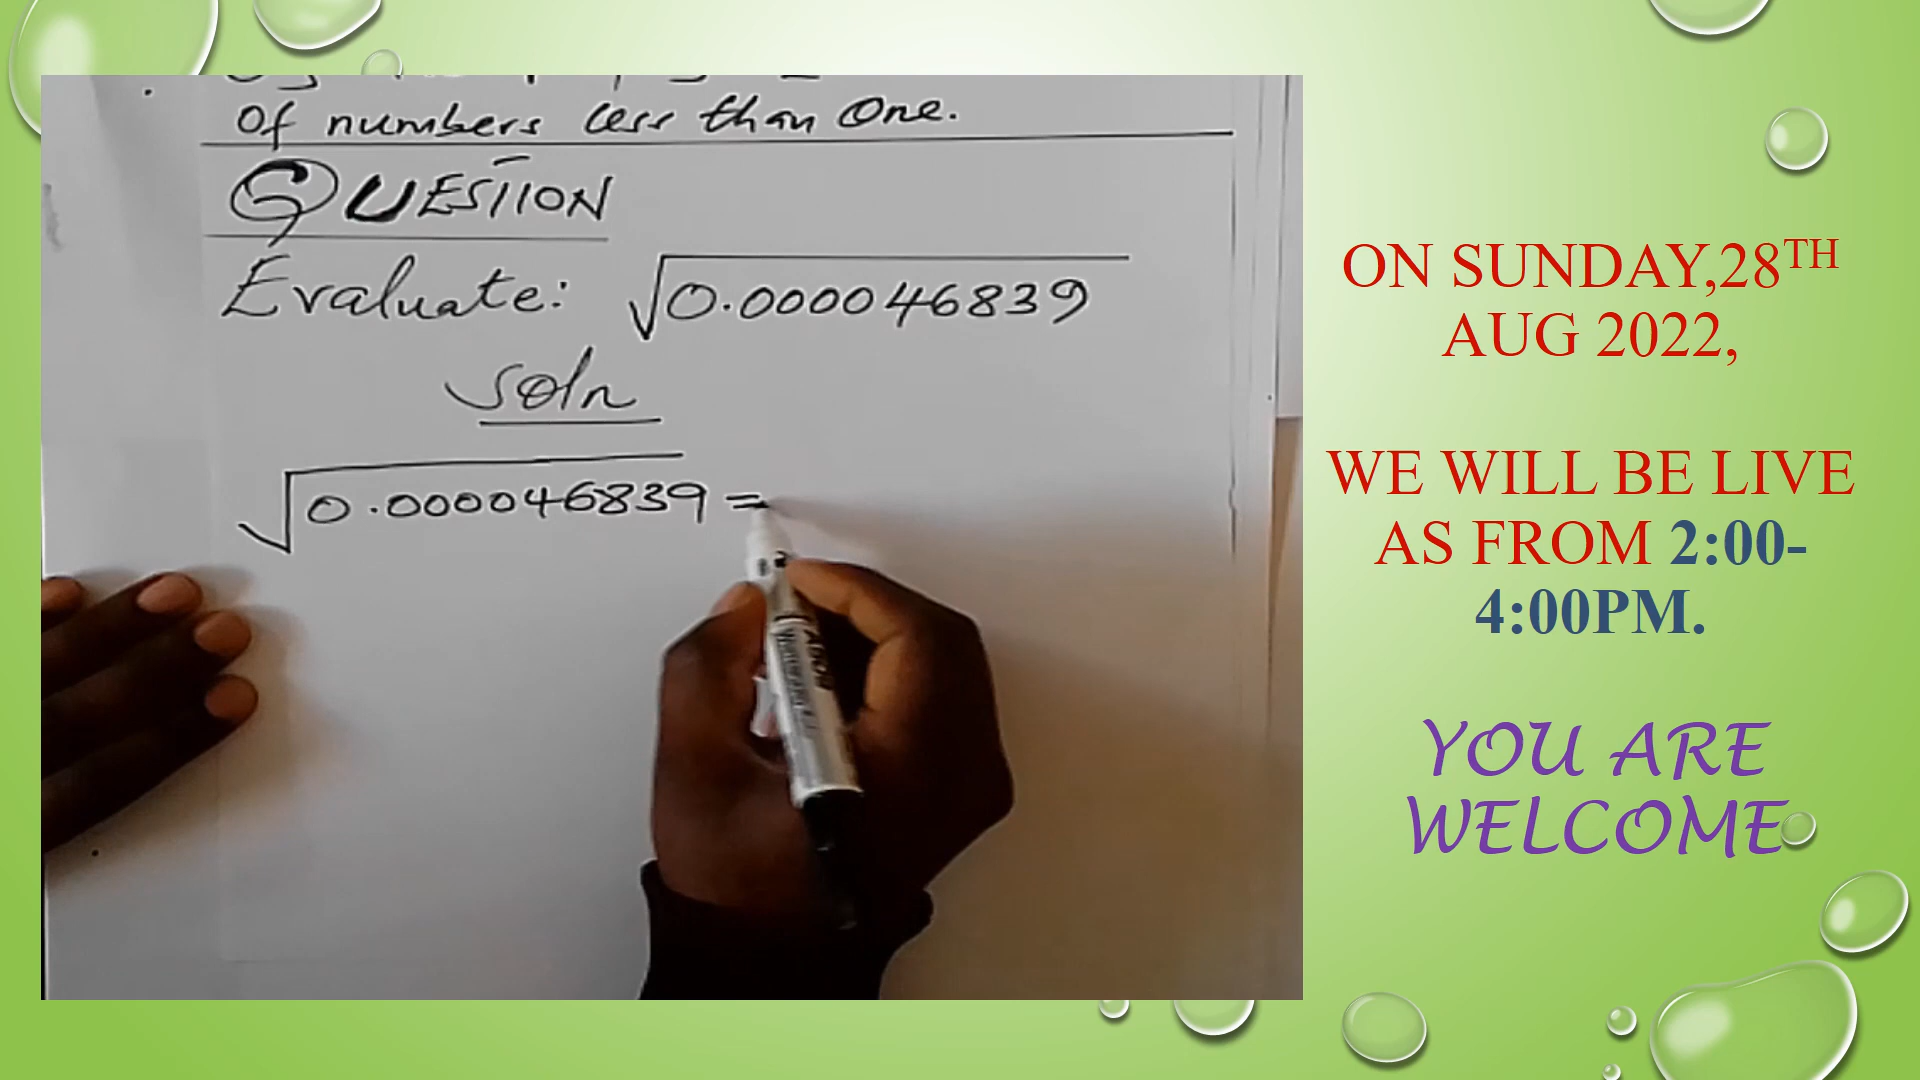 Of numbers less than One.
QUESTION
Evaluate: √0.000046839
Soln
√0.000046839 =
ON SUNDAY,28TH
AUG 2022,
WE WILL BE LIVE
AS FROM 2:00-
4:00PM.
YOU ARE
WELCOME